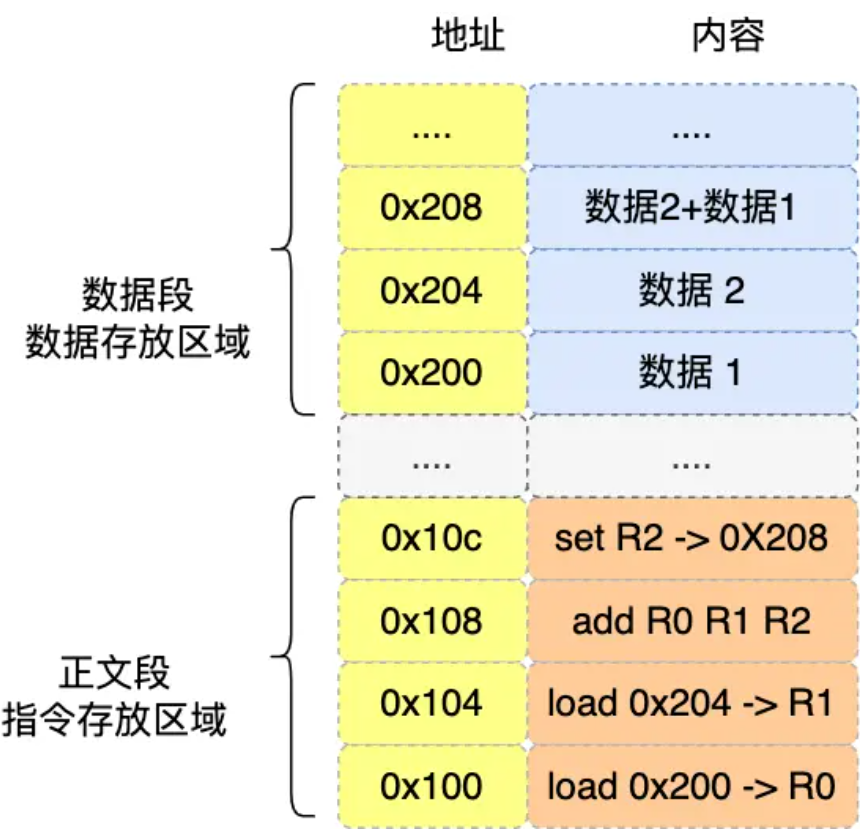 地址 内容
.... ....
0x208 数据2+数据1
0x204 数据 2
0x200 数据 1
数据段
数据存放区域
.... ....
0x10c set R2 -> 0X208
0x108 add R0 R1 R2
0x104 load 0x204 -> R1
0x100 load 0x200 -> R0
正文段
指令存放区域